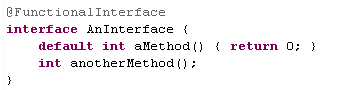 @FunctionalInterface
interface AnInterface {
    default int aMethod() { return 0; }
    int anotherMethod();
}